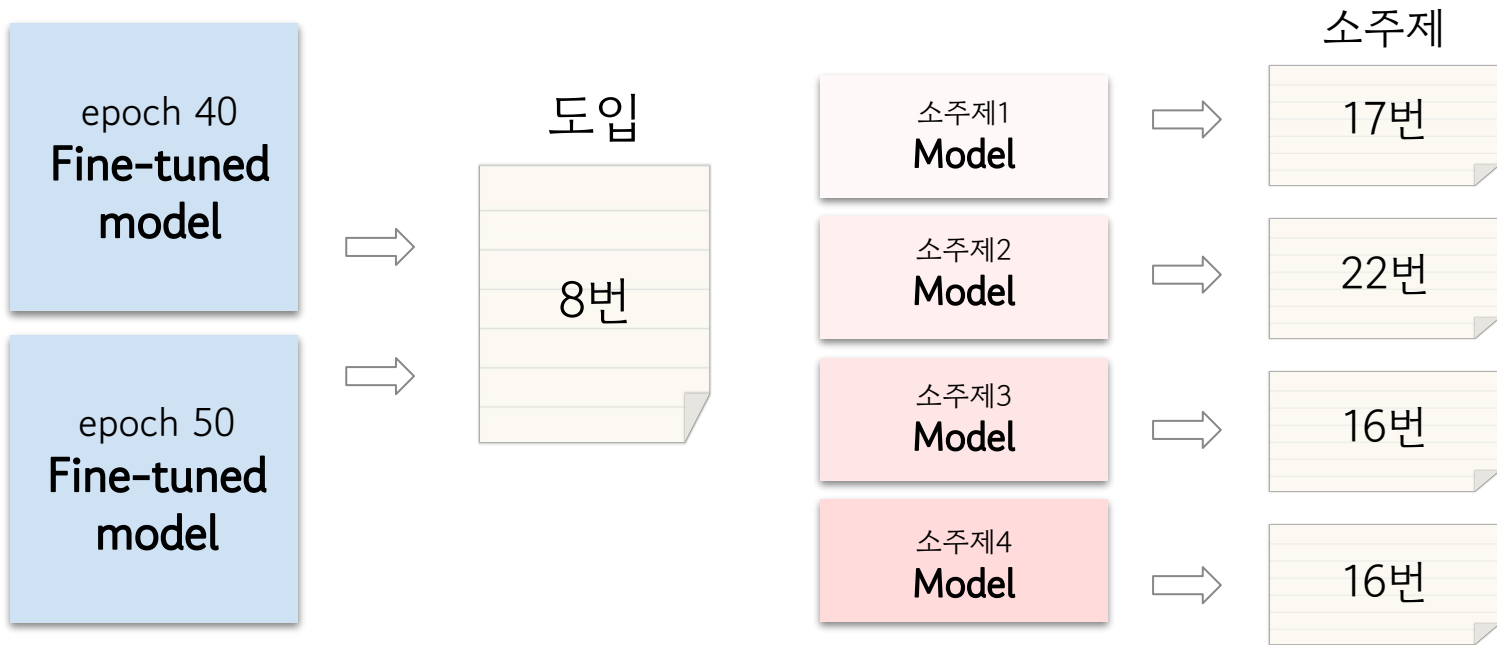 epoch 40
Fine-tuned
model
epoch 50
Fine-tuned
model
도입
8번
소주제1
Model
소주제2
Model
소주제3
Model
소주제4
Model
소주제
17번
22번
16번
16번